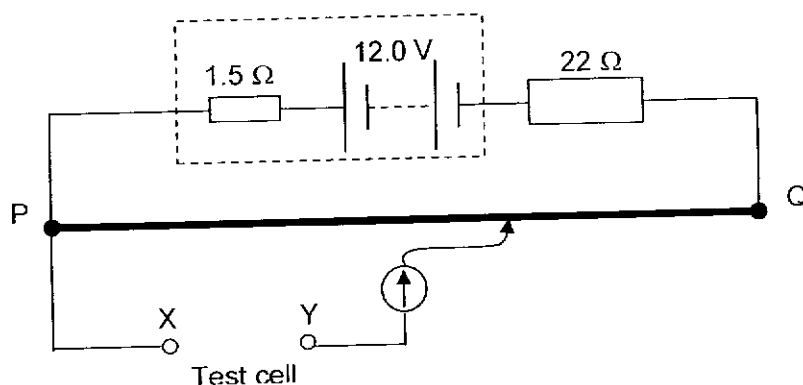 12.0 V
1.5 Ω
22 Ω
P
Q
X
Y
Test cell